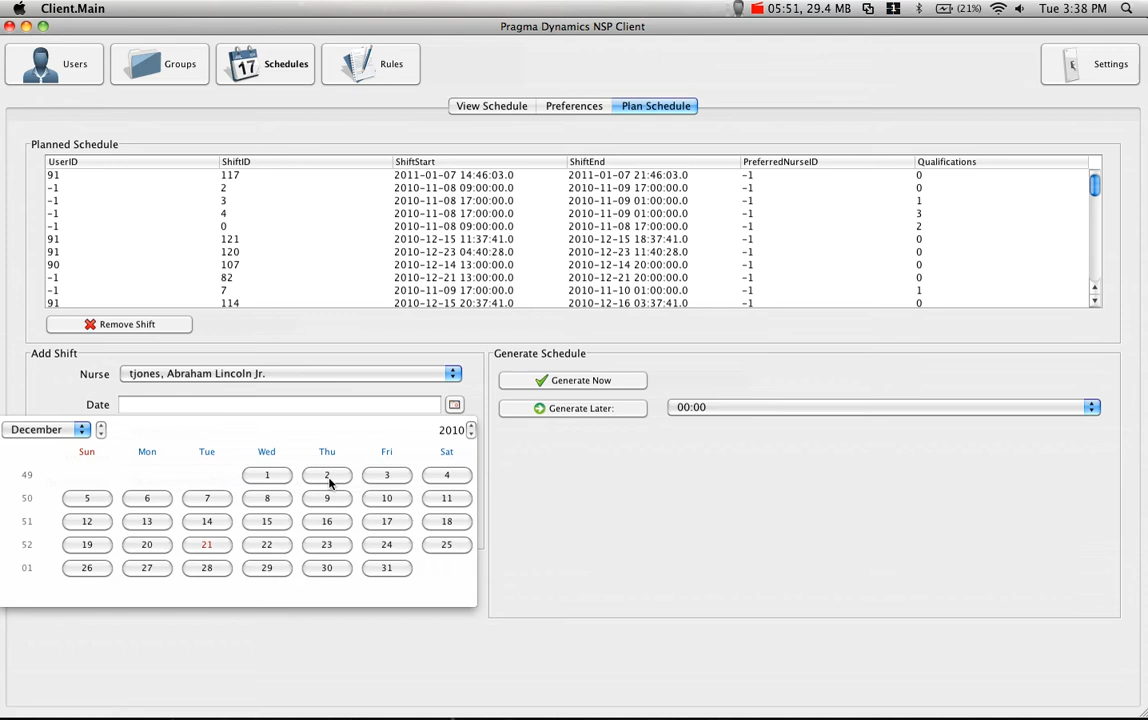 Client.Main 05:51, 29.4 MB 1 (21%) Tue 3:38 PM
Pragma Dynamics NSP Client
Users Groups 17 Schedules Rules Settings
View Schedule Preferences Plan Schedule
Planned Schedule
UserID ShiftID ShiftStart ShiftEnd PreferredNurseID Qualifications
91 117 2011-01-07 14:46:03.0 2011-01-07 21:46:03.0 -1 0
-1 2 2010-11-08 09:00:00.0 2010-11-09 17:00:00.0 -1 0
-1 3 2010-11-08 17:00:00.0 2010-11-09 01:00:00.0 -1 1
-1 4 2010-11-08 17:00:00.0 2010-11-09 01:00:00.0 -1 3
-1 0 2010-11-08 09:00:00.0 2010-11-08 17:00:00.0 -1 2
91 121 2010-12-15 11:37:41.0 2010-12-15 18:37:41.0 -1 0
91 120 2010-12-23 04:40:28.0 2010-12-23 11:40:28.0 -1 0
90 107 2010-12-14 13:00:00.0 2010-12-14 20:00:00.0 -1 0
-1 82 2010-12-21 13:00:00.0 2010-12-21 20:00:00.0 -1 0
-1 7 2010-11-09 17:00:00.0 2010-11-10 01:00:00.0 -1 1
91 114 2010-12-15 20:37:41.0 2010-12-16 03:37:41.0 -1 0
Remove Shift
Add Shift
Nurse tjones, Abraham Lincoln Jr.
Date
December 2010
Sun Mon Tue Wed Thu Fri Sat
49 1 2 3 4
50 5 6 7 8 9 10 11
51 12 13 14 15 16 17 18
52 19 20 21 22 23 24 25
01 26 27 28 29 30 31
Generate Schedule
Generate Now
Generate Later: 00:00